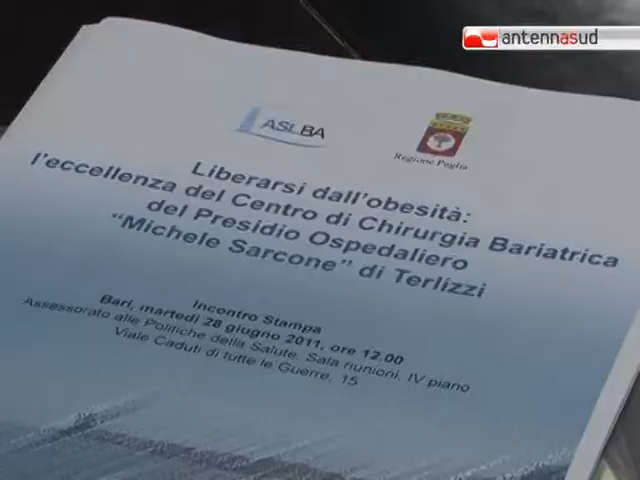 antennasud
ASLBA
Regione Puglia
Liberarsi dall'obesità:
l'eccellenza del Centro di Chirurgia Bariatrica
del Presidio Ospedaliero
"Michele Sarcone" di Terlizzi
Incontro Stampa
Bari, martedì 28 giugno 2011, ore 12.00
Assessorato alle Politiche della Salute, Sala riunioni, IV piano
Viale Caduti di tutte le Guerre, 15